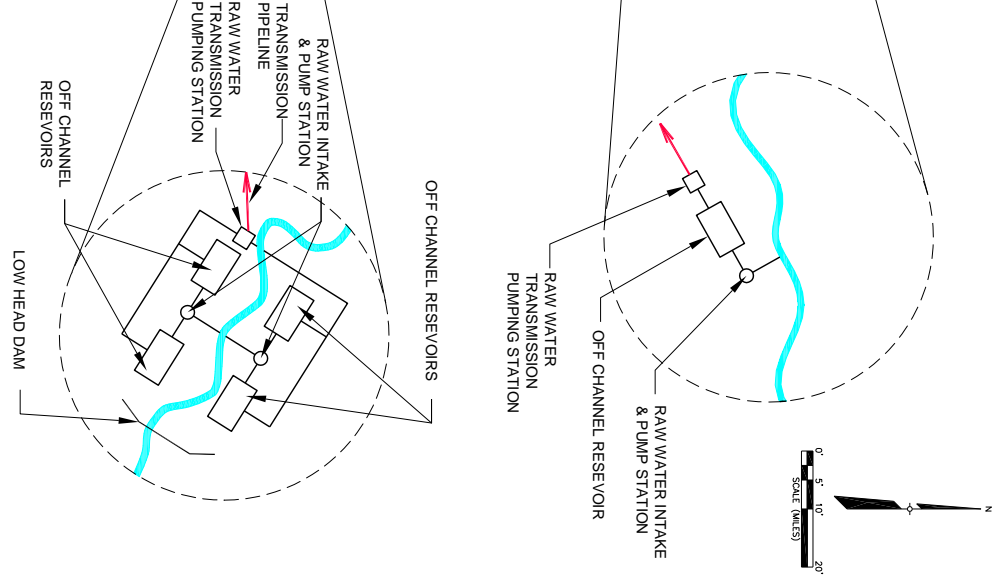 RAW WATER INTAKE
& PUMP STATION
TRANSMISSION
PIPELINE
RAW WATER
TRANSMISSION
PUMPING STATION
OFF CHANNEL
RESEVOIRS
OFF CHANNEL RESEVOIRS
LOW HEAD DAM
RAW WATER
TRANSMISSION
PUMPING STATION
OFF CHANNEL RESEVOIR
RAW WATER INTAKE
& PUMP STATION
N
0'
5'
10'
20'
SCALE (MILES)